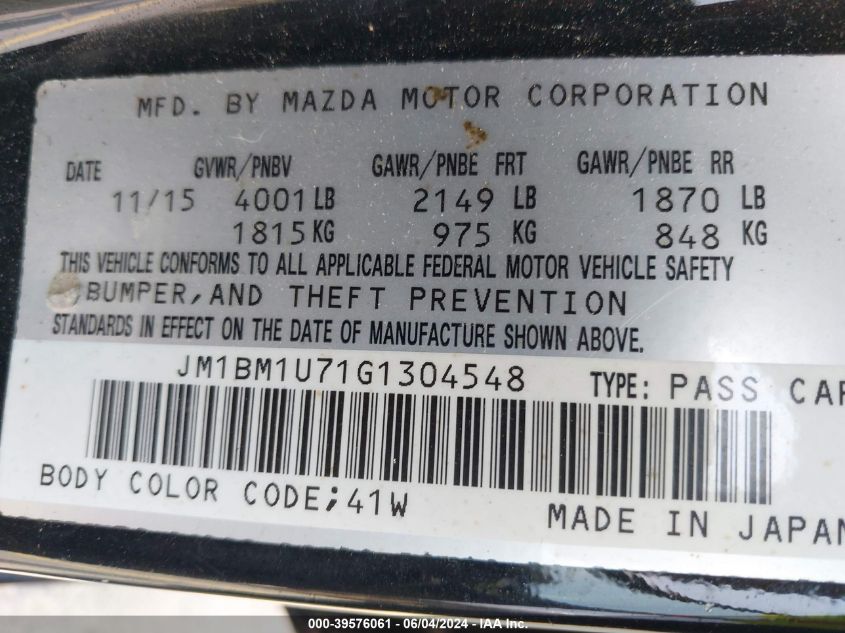 MFD. BY MAZDA MOTOR CORPORATION
DATE GVWR/PNBV GAWR/PNBE FRT GAWR/PNBE RR
11/15 4001 LB 2149 LB 1870 LB
1815 KG 975 KG 848 KG
THIS VEHICLE CONFORMS TO ALL APPLICABLE FEDERAL MOTOR VEHICLE SAFETY
BUMPER, AND THEFT PREVENTION
STANDARDS IN EFFECT ON THE DATE OF MANUFACTURE SHOWN ABOVE.
JM1BM1U71G1304548 TYPE: PASS CAR
BODY COLOR CODE;41W
MADE IN JAPAN
000-39576061 — 06/04/2024 — IAA Inc.